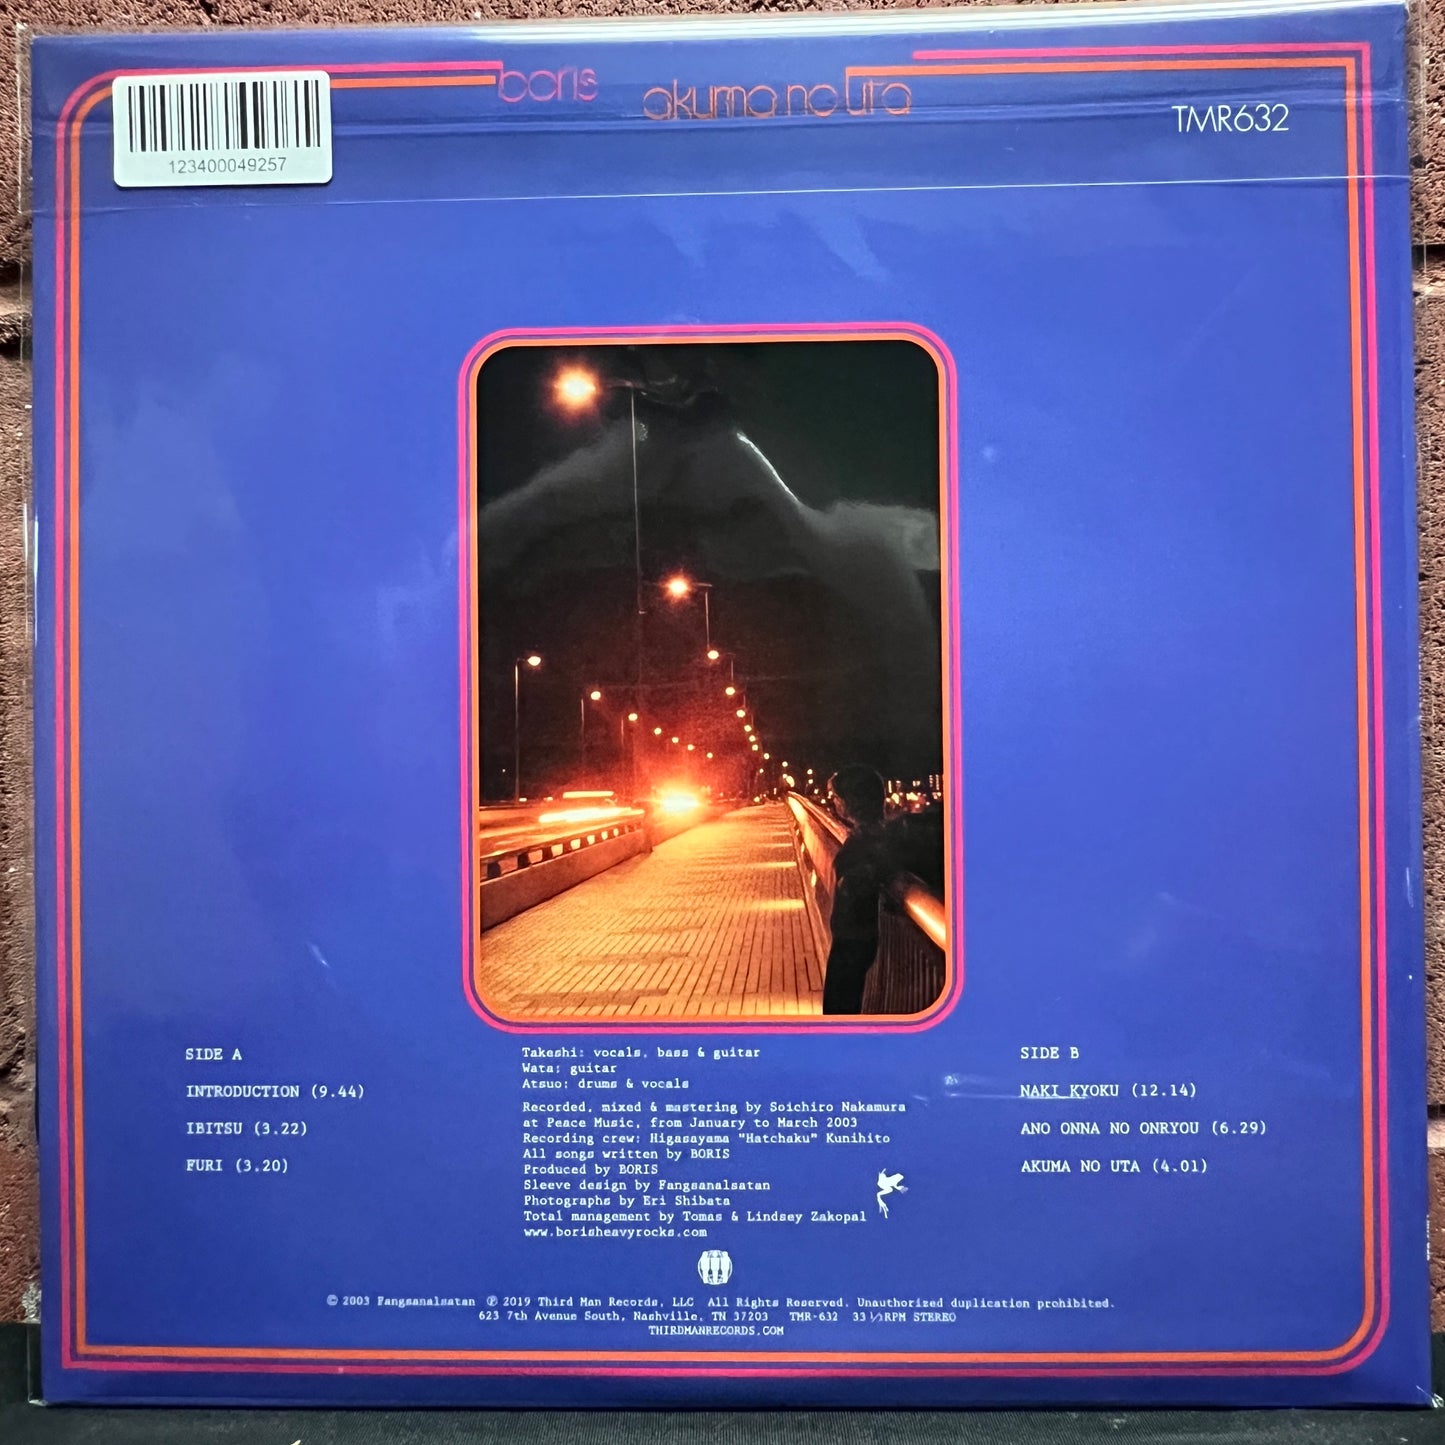 boris
akuma no uta
TMR632
123400049257
SIDE A
INTRODUCTION (9.44)
IBITSU (3.22)
FURI (3.20)
Takeshi: vocals, bass & guitar
Wata: guitar
Atsuo: drums & vocals
Recorded, mixed & mastering by Soichiro Nakamura
at Peace Music, from January to March 2003
Recording crew: Higasayama "Hatchaku" Kunihito
All songs written by BORIS
Produced by BORIS
Sleeve design by Fangsanalsatan
Photographs by Eri Shibata
Total management by Tomas & Lindsey Zakopal
www.borisheavyrocks.com
SIDE B
NAKI KYOKU (12.14)
ANO ONNA NO ONRYOU (6.29)
AKUMA NO UTA (4.01)
© 2003 Fangsanalsatan ℗ 2019 Third Man Records, LLC All Rights Reserved. Unauthorized duplication prohibited.
623 7th Avenue South, Nashville, TN 37203 TMR-632 33 1/3 RPM STEREO
THIRDMANRECORDS.COM